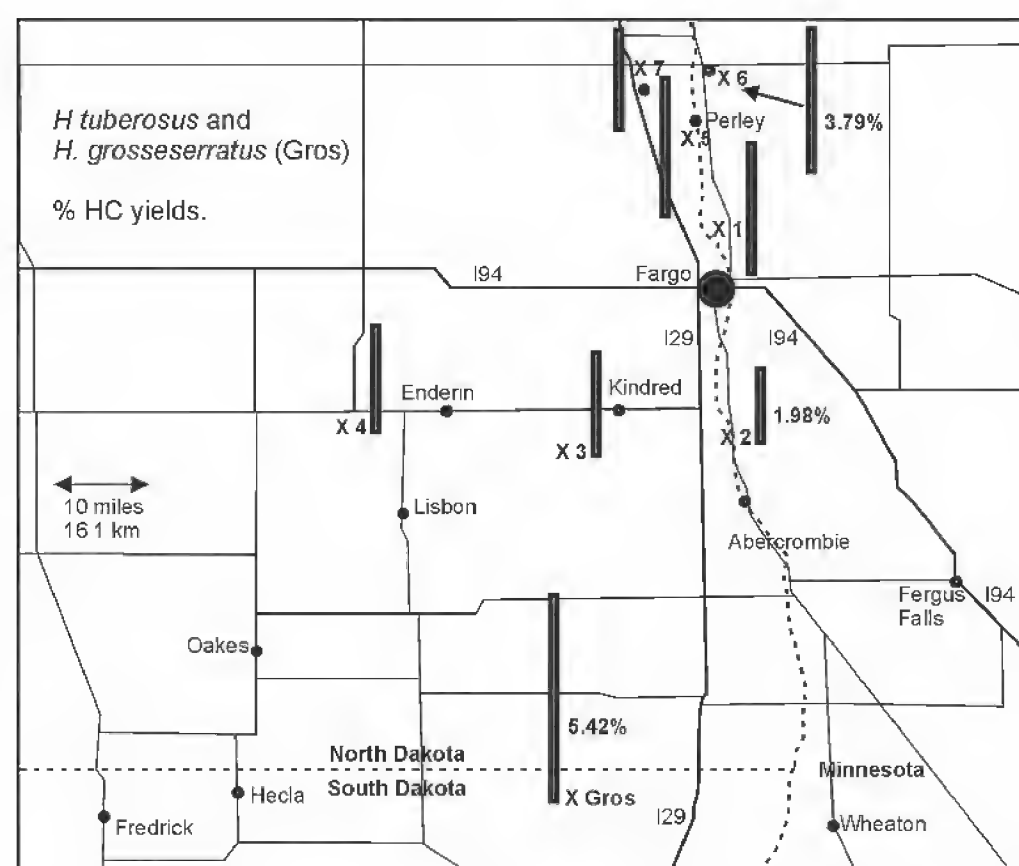 H tuberosus and
H. grosseserratus (Gros)
% HC yields.
X 7
X 6
3.79%
Perley
X 5
X 1
Fargo
I94
I29
I94
Enderin
Kindred
X 4
X 3
X 2
1.98%
10 miles
16 1 km
Lisbon
Abercrombie
Fergus
Falls
I94
Oakes
5.42%
North Dakota
South Dakota
Minnesota
Hecla
X Gros
I29
Fredrick
Wheaton